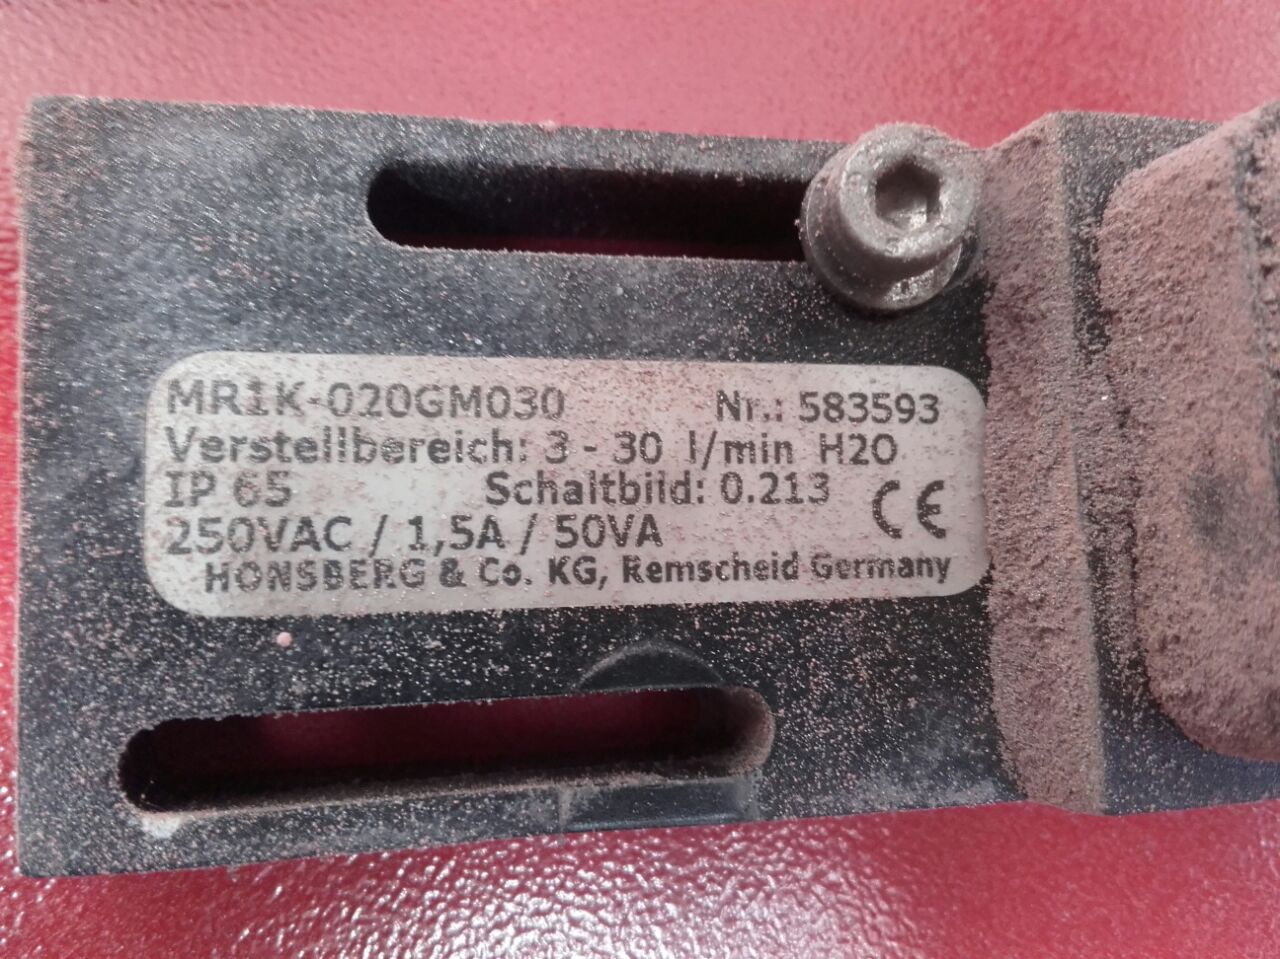 MR1K-020GM030 Nr.: 583593
Verstellbereich: 3 - 30 l/min H2O
IP 65 Schaltbild: 0.213 CE
250VAC / 1,5A / 50VA
HONSBERG & Co. KG, Remscheid Germany